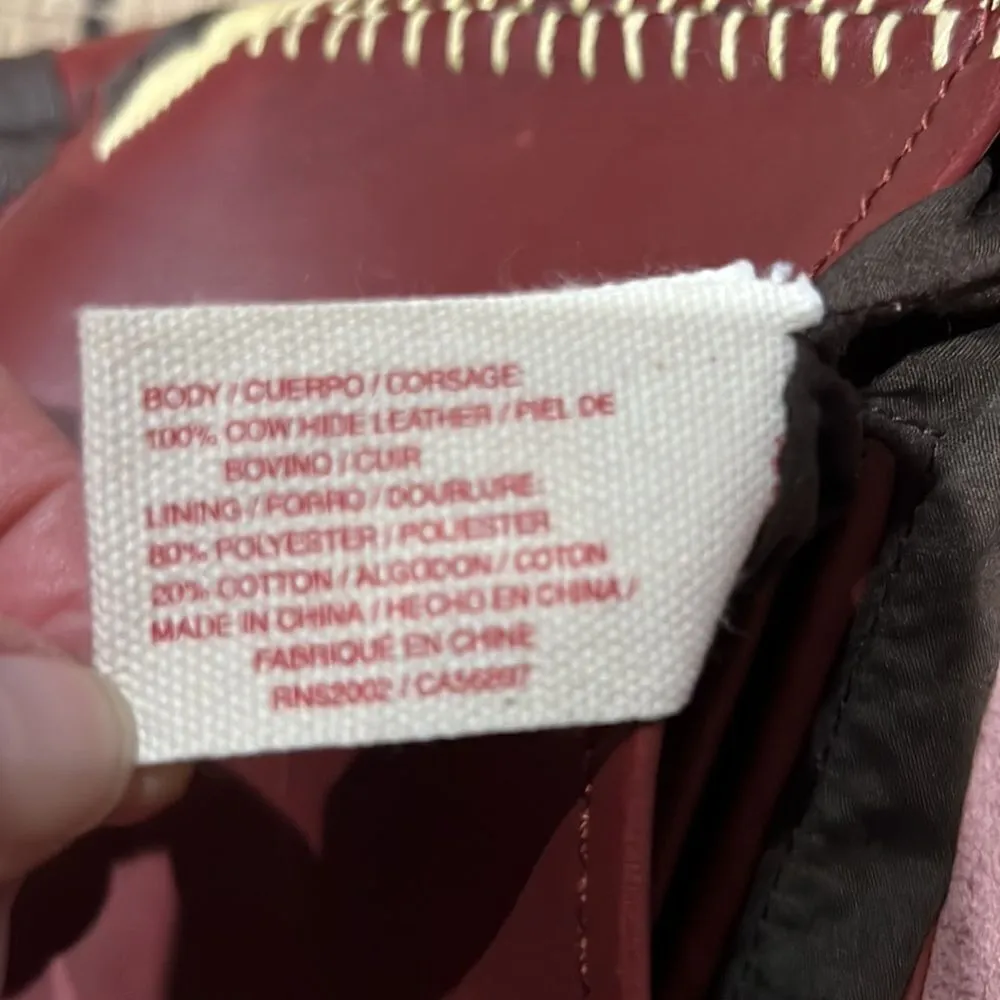 BODY / CUERPO / CORSAGE:
100% COW HIDE LEATHER / PIEL DE
BOVINO / CUIR
LINING / FORRO / DOUBLURE:
80% POLYESTER / POLIESTER
20% COTTON / ALGODON / COTON
MADE IN CHINA / HECHO EN CHINA /
FABRIQUÉ EN CHINE
RN52002 / CA56897